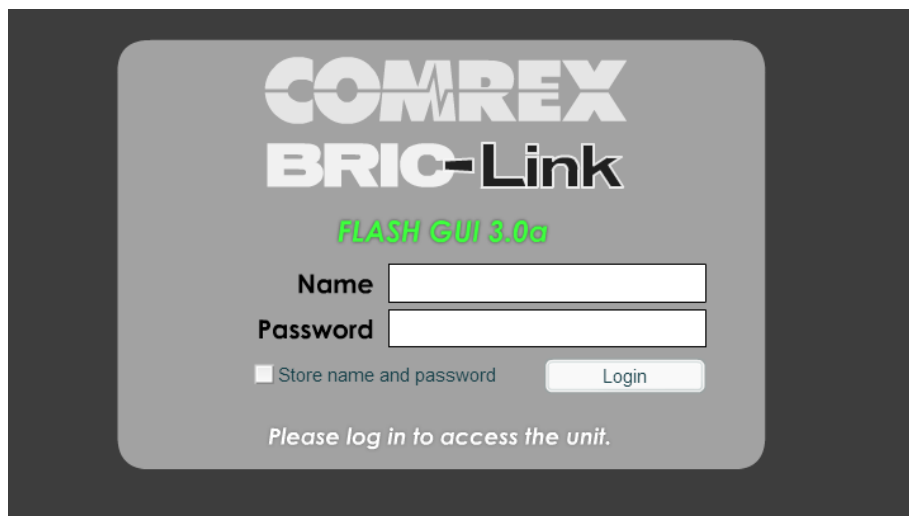 COMREX
BRIC-Link
FLASH GUI 3.0a
Name
Password
Store name and password
Login
Please log in to access the unit.